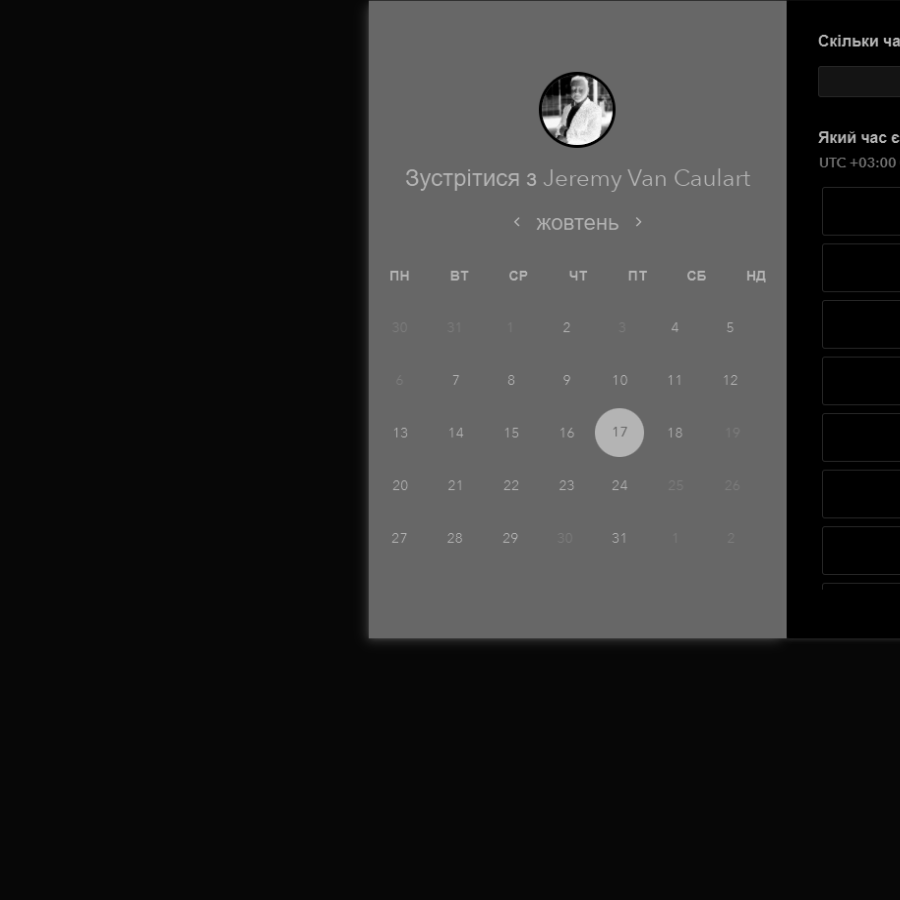 Зустрітися з Jeremy Van Caulart
жовтень
ПН ВТ СР ЧТ ПТ СБ НД
30 31 1 2 3 4 5
6 7 8 9 10 11 12
13 14 15 16 17 18 19
20 21 22 23 24 25 26
27 28 29 30 31 1 2
Скільки ча
Який час є
UTC +03:00